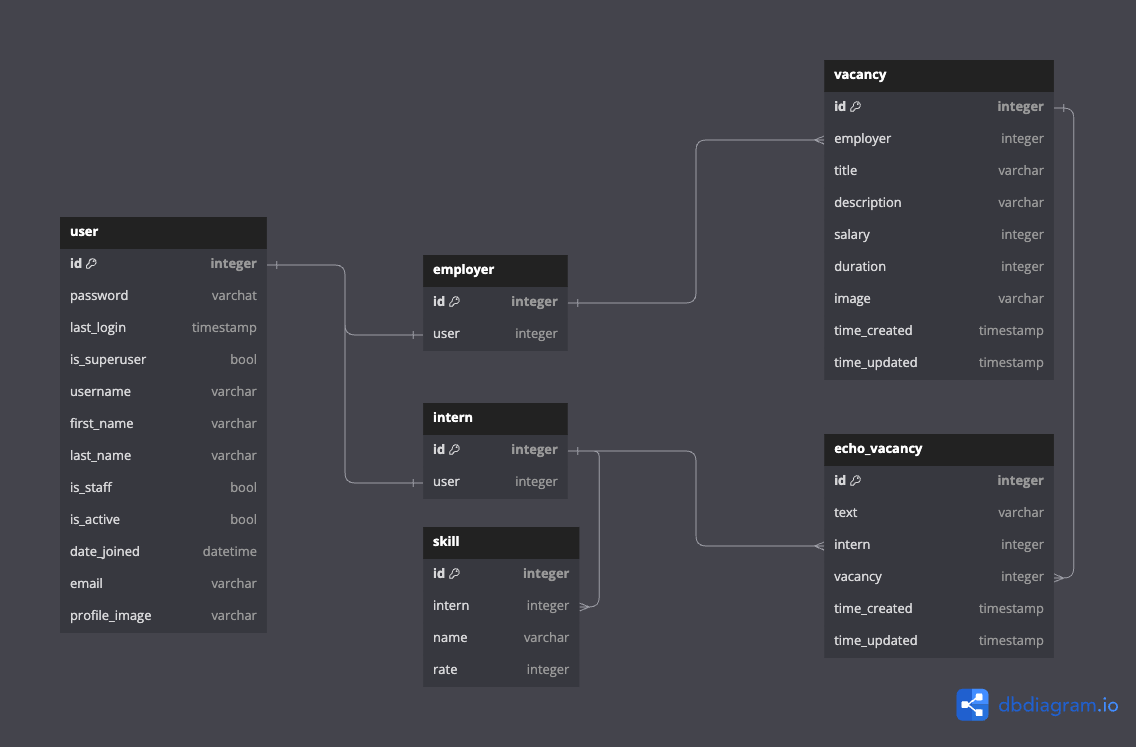 user
id integer
password varchat
last_login timestamp
is_superuser bool
username varchar
first_name varchar
last_name varchar
is_staff bool
is_active bool
date_joined datetime
email varchar
profile_image varchar
employer
id integer
user integer
intern
id integer
user integer
skill
id integer
intern integer
name varchar
rate integer
vacancy
id integer
employer integer
title varchar
description varchar
salary integer
duration integer
image varchar
time_created timestamp
time_updated timestamp
echo_vacancy
id integer
text varchar
intern integer
vacancy integer
time_created timestamp
time_updated timestamp
dbdiagram.io